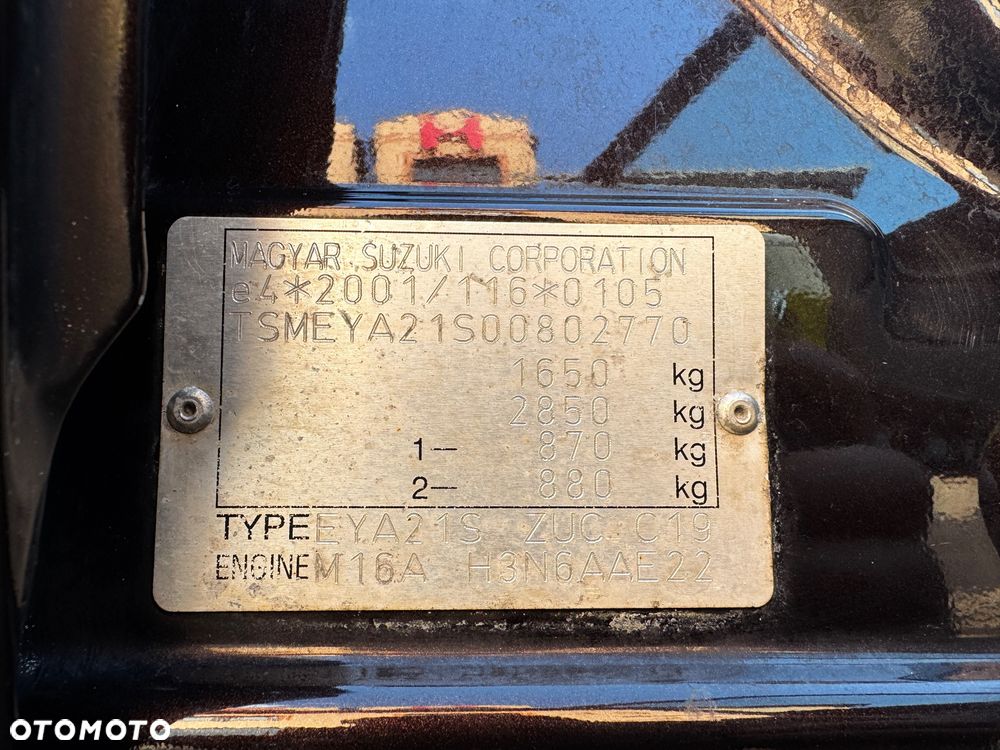 MAGYAR SUZUKI CORPORATION
e4*2001/116*0105
TSMEYA21S00802770
1650 kg
2850 kg
1- 870 kg
2- 880 kg
TYPE EYA21S ZUC C19
ENGINE M16A H3N6AAE22
OTOMOTO